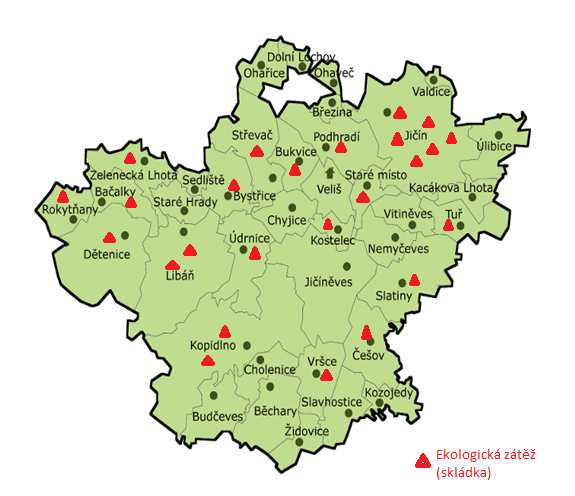 Dolní Lochov
Ohařice
Ohaveč
Valdice
Březina
Střevač
Podhradí
Jičín
Úlibice
Bukvice
Zelenecká Lhota
Sedliště
Veliš
Staré místo
Kacákova Lhota
Bačalky
Bystřice
Rokytňany
Staré Hrady
Chyjice
Vitiněves
Tuř
Dětenice
Údrnice
Kostelec
Nemyčeves
Libáň
Jičíněves
Slatiny
Kopidlno
Vršce
Češov
Cholenice
Kozojedy
Slavhostice
Běchary
Budčeves
Židovice
Ekologická zátěž
(skládka)